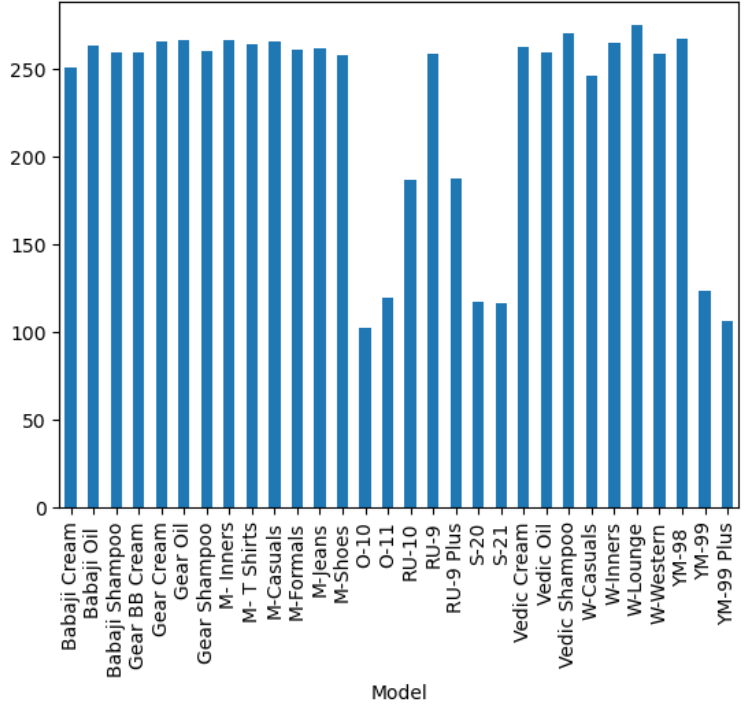 250
200
150
100
50
0
Babaji Cream
Babaji Oil
Babaji Shampoo
Gear BB Cream
Gear Cream
Gear Oil
Gear Shampoo
M- Inners
M- T Shirts
M-Casuals
M-Formals
M-Jeans
M-Shoes
O-10
O-11
RU-10
RU-9
RU-9 Plus
S-20
S-21
Vedic Cream
Vedic Oil
Vedic Shampoo
W-Casuals
W-Inners
W-Lounge
W-Western
YM-98
YM-99
YM-99 Plus
Model